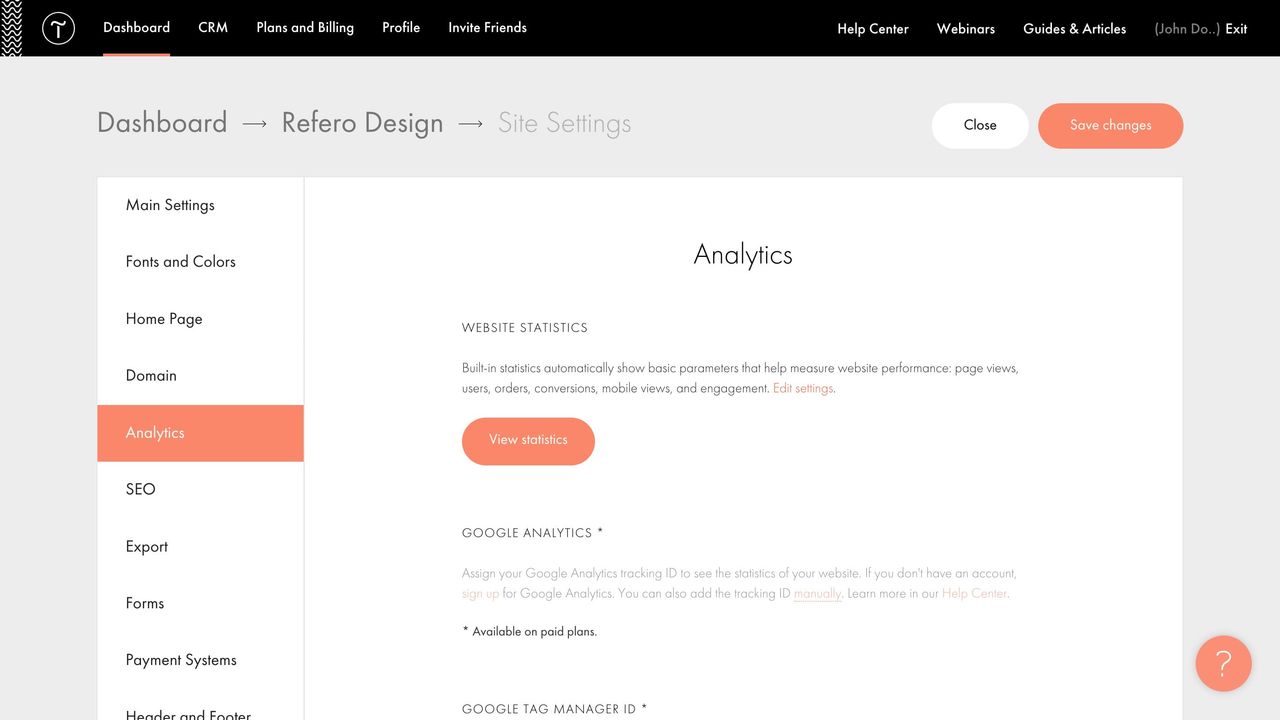 Dashboard CRM Plans and Billing Profile Invite Friends Help Center Webinars Guides & Articles (John Do..) Exit
Dashboard → Refero Design → Site Settings
Close
Save changes
Main Settings
Fonts and Colors
Home Page
Domain
Analytics
SEO
Export
Forms
Payment Systems
Header and Footer
Analytics
WEBSITE STATISTICS
Built-in statistics automatically show basic parameters that help measure website performance: page views,
users, orders, conversions, mobile views, and engagement. Edit settings.
View statistics
GOOGLE ANALYTICS *
Assign your Google Analytics tracking ID to see the statistics of your website. If you don't have an account,
sign up for Google Analytics. You can also add the tracking ID manually. Learn more in our Help Center.
* Available on paid plans.
GOOGLE TAG MANAGER ID *
?